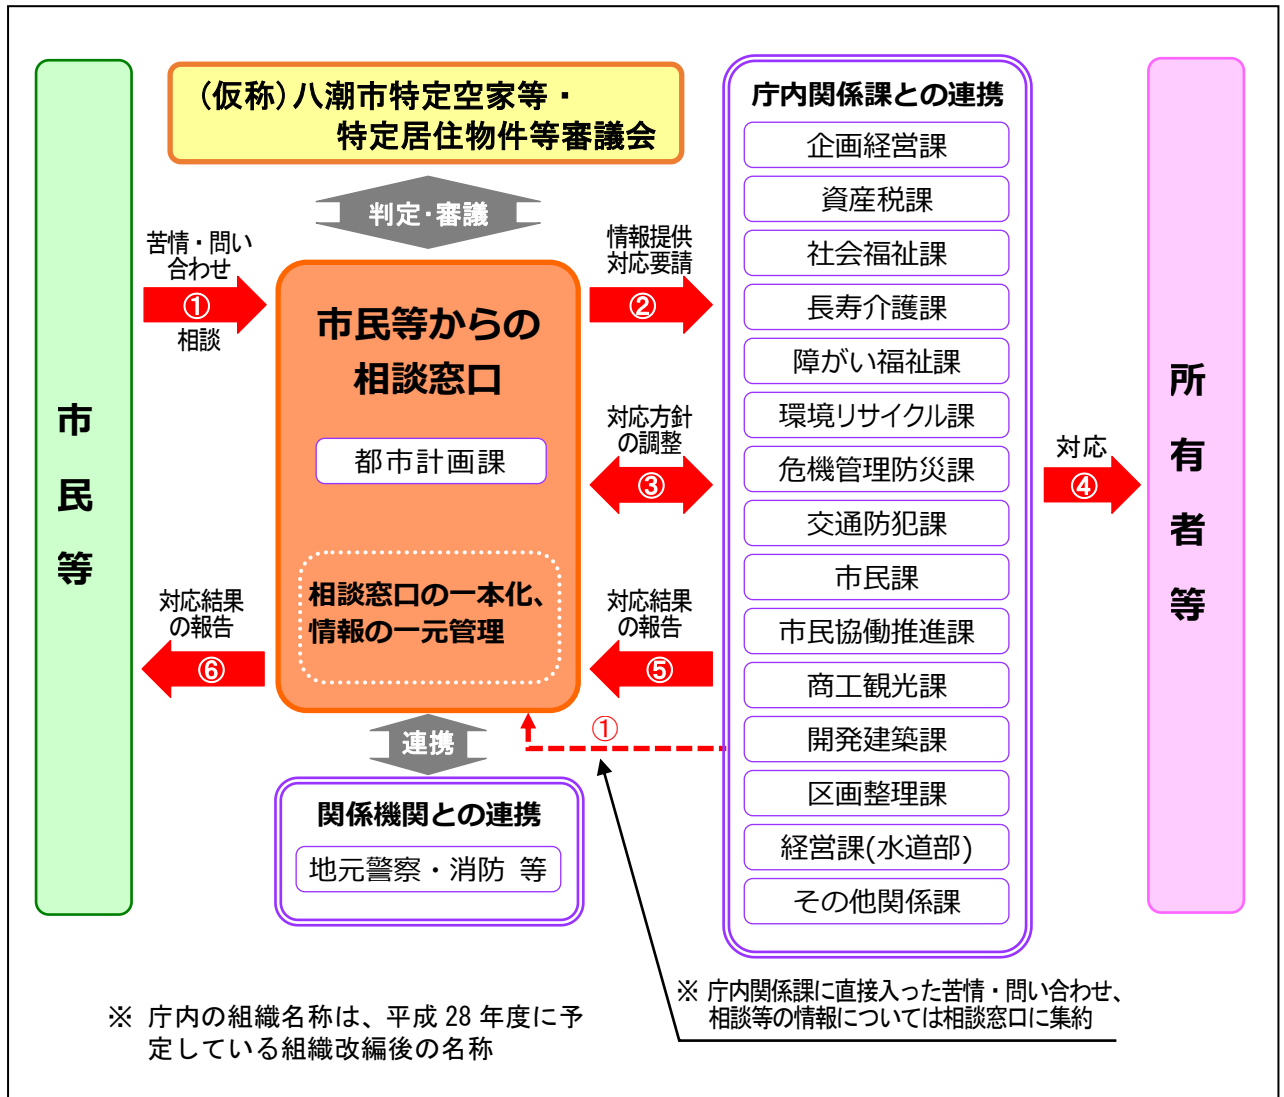 (仮称)八潮市特定空家等・
特定居住物件等審議会
判定・審議
市民等
苦情・問い
合わせ
①
相談
市民等からの
相談窓口
都市計画課
相談窓口の一本化、
情報の一元管理
情報提供
対応要請
②
対応方針
の調整
③
対応結果
の報告
⑤
対応結果
の報告
⑥
①
連携
関係機関との連携
地元警察・消防 等
庁内関係課との連携
企画経営課
資産税課
社会福祉課
長寿介護課
障がい福祉課
環境リサイクル課
危機管理防災課
交通防犯課
市民課
市民協働推進課
商工観光課
開発建築課
区画整理課
経営課(水道部)
その他関係課
対応
④
所有者等
※ 庁内関係課に直接入った苦情・問い合わせ、
相談等の情報については相談窓口に集約
※ 庁内の組織名称は、平成 28 年度に予
定している組織改編後の名称